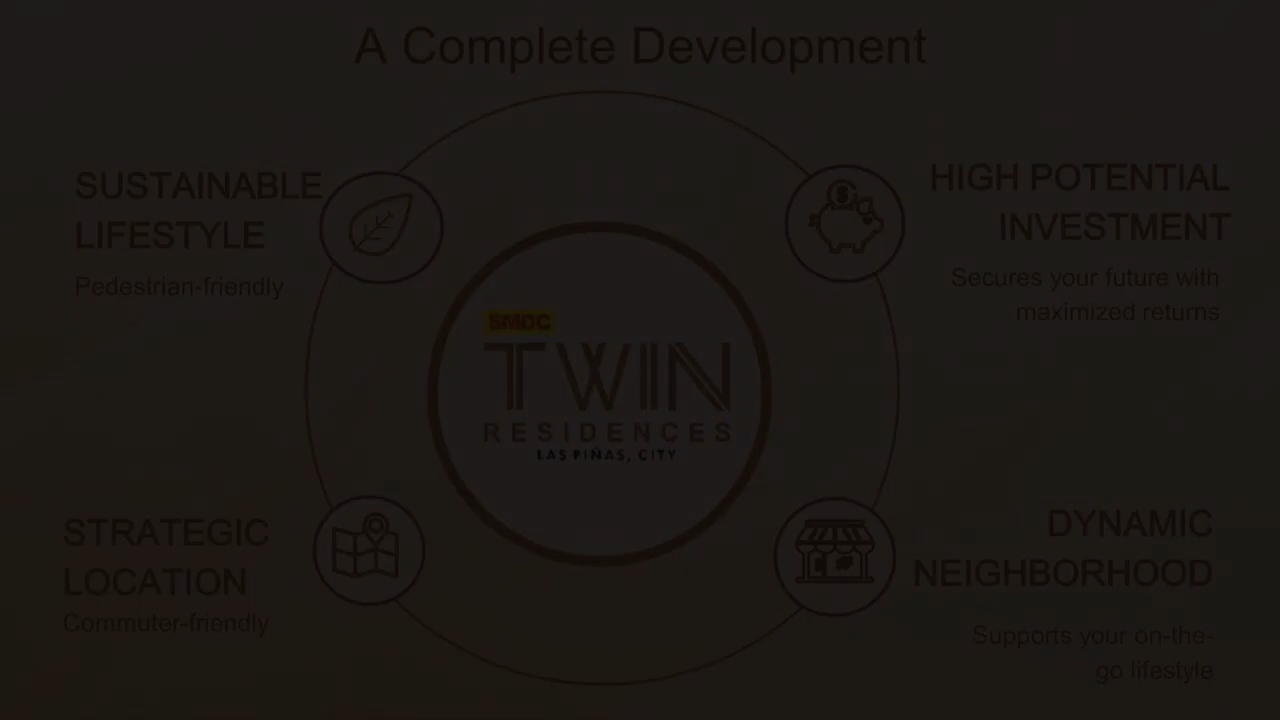 A Complete Development
SUSTAINABLE
LIFESTYLE
Pedestrian-friendly
HIGH POTENTIAL
INVESTMENT
Secures your future with
maximized returns
$
SMDC
TWIN
RESIDENCES
LAS PIÑAS, CITY
STRATEGIC
LOCATION
Commuter-friendly
DYNAMIC
NEIGHBORHOOD
Supports your on-the-
go lifestyle